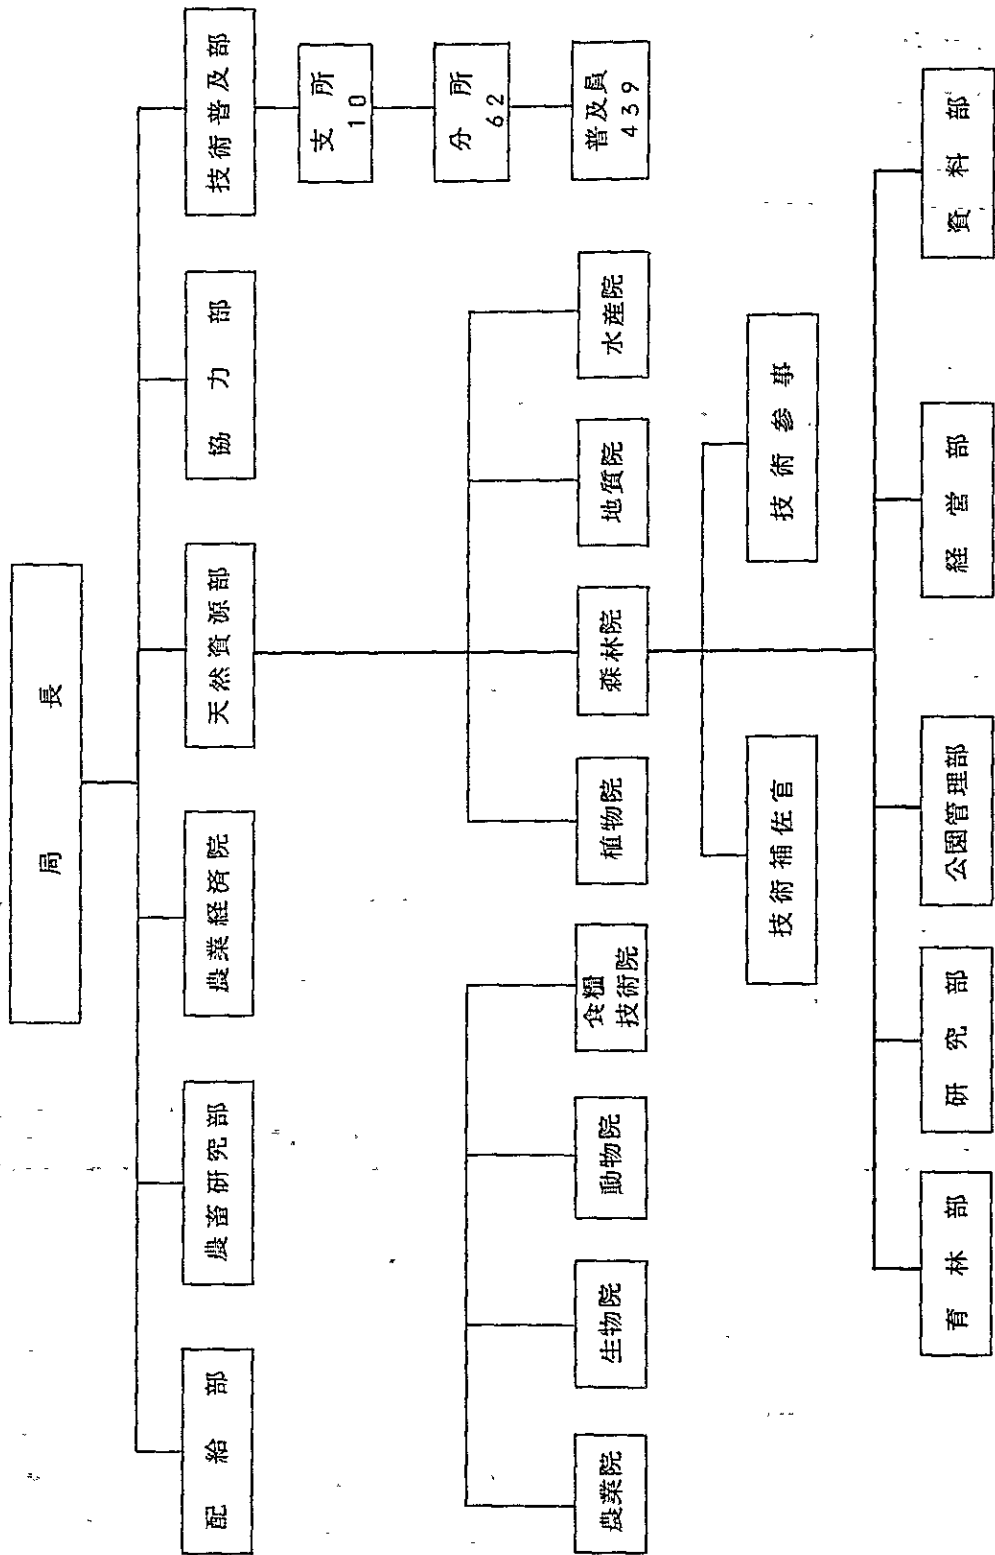 局長
配給部
農畜研究部
農業経済院
天然資源部
協力部
技術普及部
支所
10
分所
62
普及員
439
農業院
生物院
動物院
食糧
技術院
植物院
森林院
地質院
水産院
技術補佐官
技術参事
育林部
研究部
公園管理部
経営部
資料部